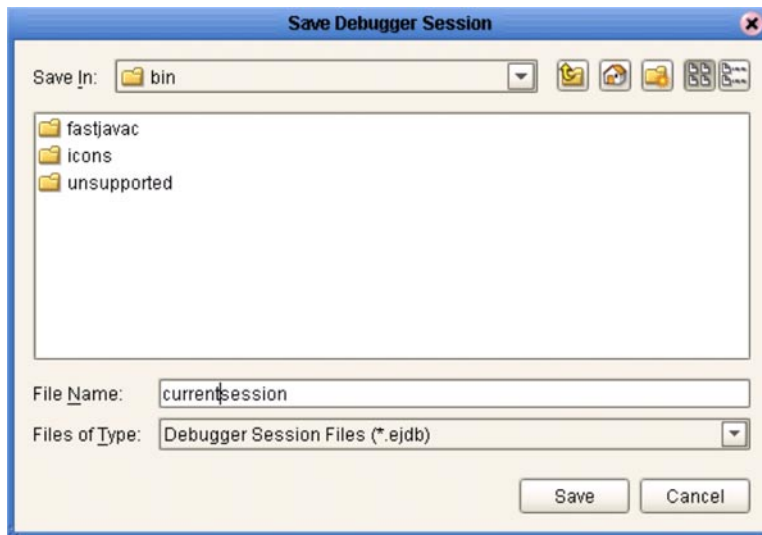 Save Debugger Session
Save In: bin
fastjavac
icons
unsupported
File Name: currentsession
Files of Type: Debugger Session Files (*.ejdb)
Save Cancel